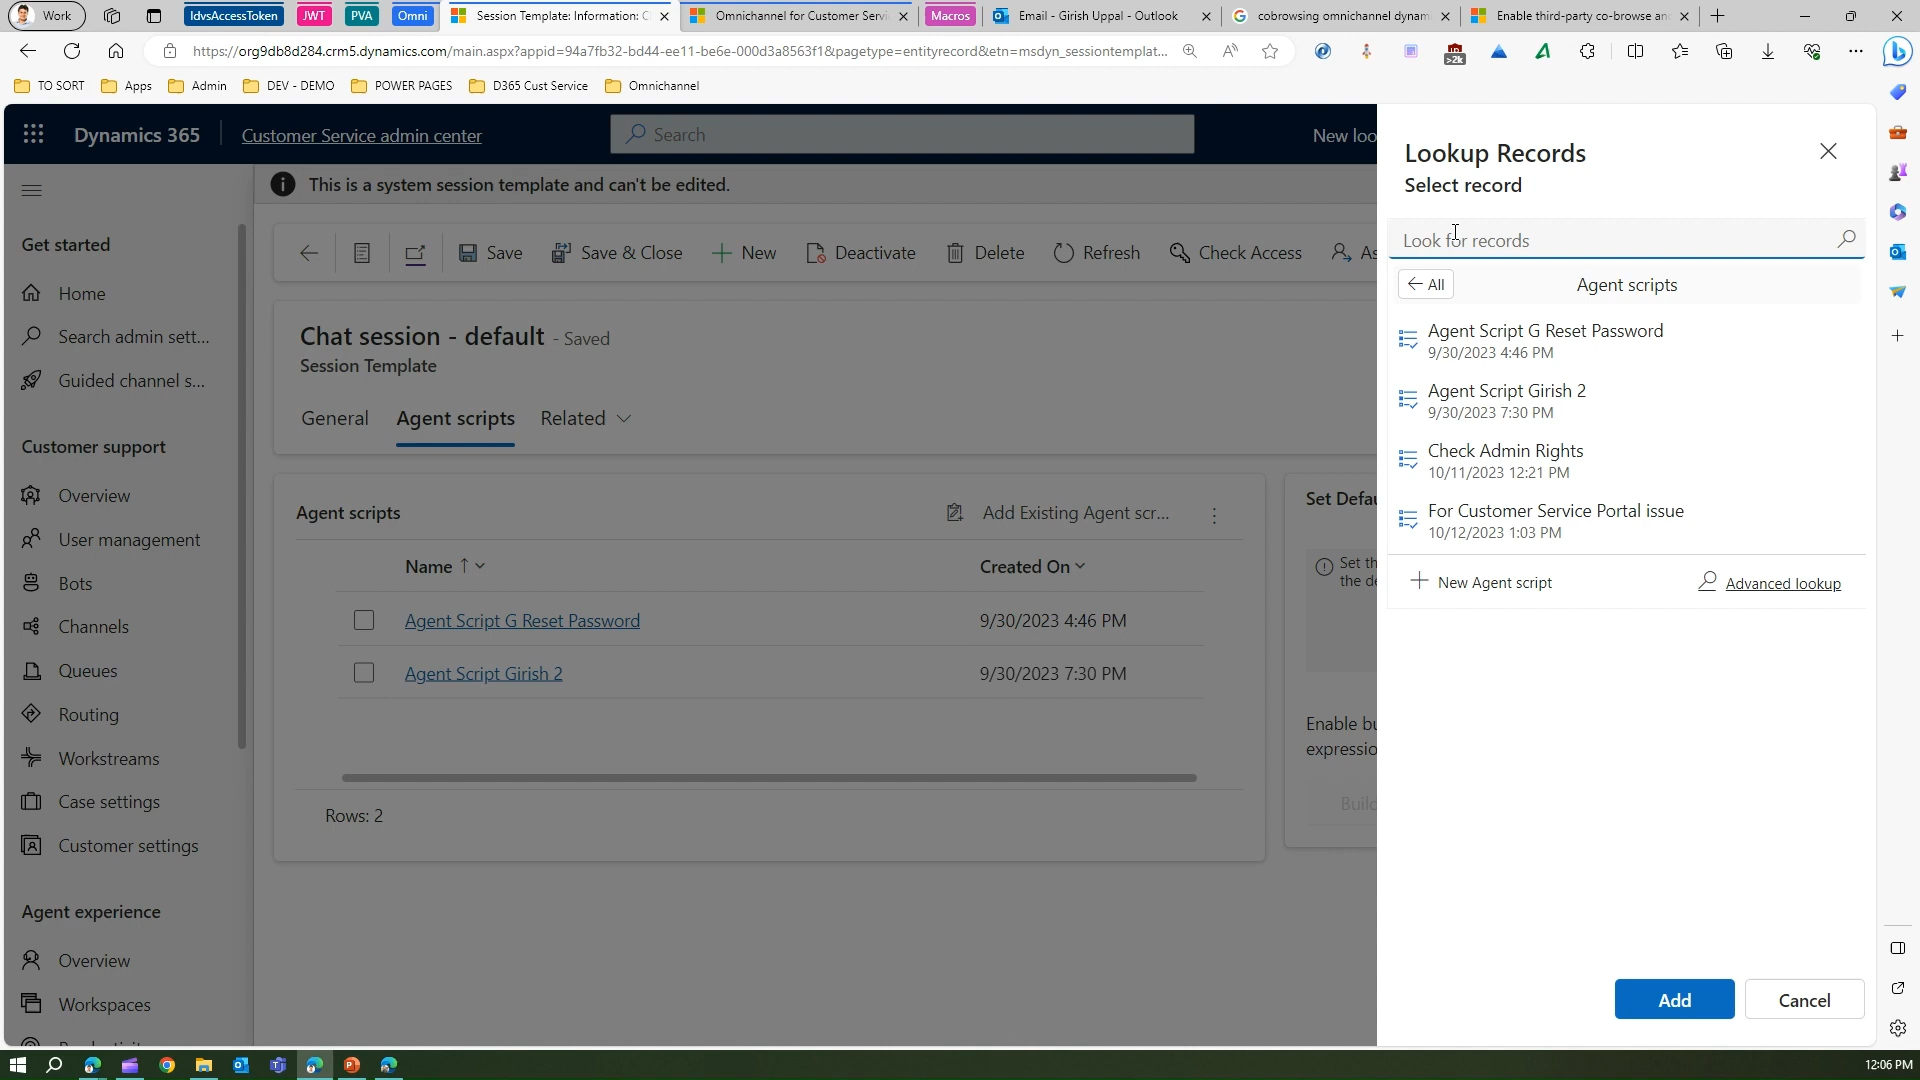 Work
IdvsAccessToken
JWT
PVA
Omni
Session Template: Information: C
Omnichannel for Customer Servi
Macros
Email - Girish Uppal - Outlook
cobrowsing omnichannel dynam
Enable third-party co-browse an
https://org9db8d284.crm5.dynamics.com/main.aspx?appid=94a7fb32-bd44-ee11-be6e-000d3a8563f1&pagetype=entityrecord&etn=msdyn_sessiontemplat...
>2k
TO SORT
Apps
Admin
DEV - DEMO
POWER PAGES
D365 Cust Service
Omnichannel
Dynamics 365
Customer Service admin center
Search
New loo
This is a system session template and can't be edited.
Save
Save & Close
New
Deactivate
Delete
Refresh
Check Access
As
Get started
Home
Search admin sett...
Guided channel s...
Customer support
Overview
User management
Bots
Channels
Queues
Routing
Workstreams
Case settings
Customer settings
Agent experience
Overview
Workspaces
Chat session - default - Saved
Session Template
General
Agent scripts
Related
Agent scripts
Add Existing Agent scr...
Name
Created On
Agent Script G Reset Password
9/30/2023 4:46 PM
Agent Script Girish 2
9/30/2023 7:30 PM
Rows: 2
Set Defau
Set th
the de
Enable bu
expressio
Build
Lookup Records
Select record
Look for records
All
Agent scripts
Agent Script G Reset Password
9/30/2023 4:46 PM
Agent Script Girish 2
9/30/2023 7:30 PM
Check Admin Rights
10/11/2023 12:21 PM
For Customer Service Portal issue
10/12/2023 1:03 PM
New Agent script
Advanced lookup
Add
Cancel
12:06 PM